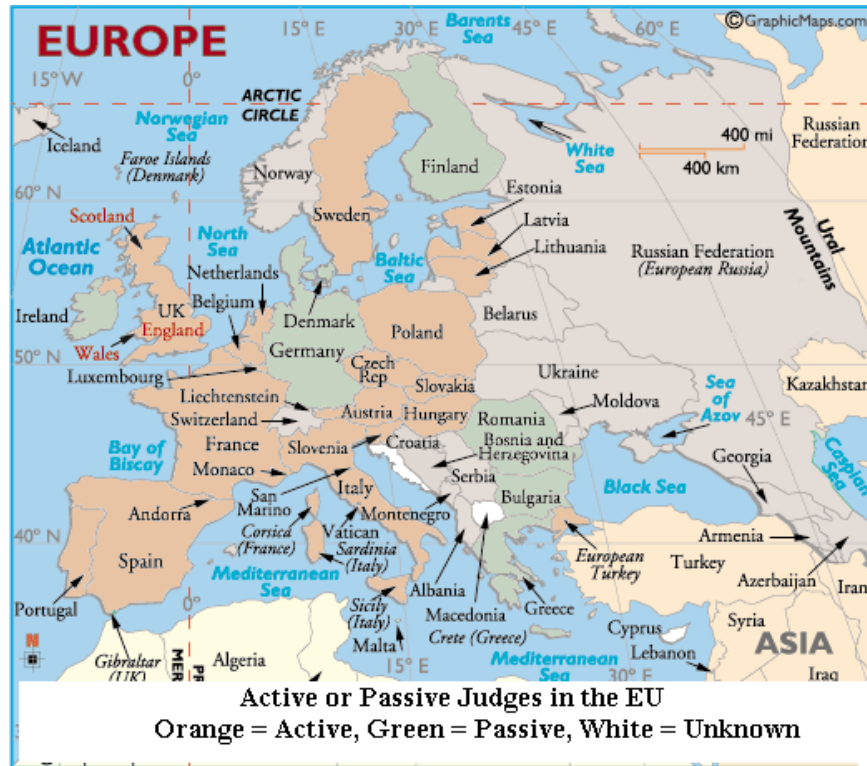 EUROPE
©GraphicMaps.com
15°W
0°
15°E
30°E
45°E
60°E
Barents
Sea
ARCTIC
CIRCLE
Norwegian
Sea
Iceland
Faroe Islands
(Denmark)
Norway
Finland
White
Sea
400 mi
400 km
Russian
Federation
60° N
Scotland
Sweden
Estonia
Latvia
Lithuania
Ural
Mountains
Atlantic
Ocean
North
Sea
Baltic
Sea
Russian Federation
(European Russia)
Netherlands
Belgium
Ireland
UK
England
Wales
Denmark
Germany
Poland
Belarus
50° N
Luxembourg
Czech
Rep
Slovakia
Ukraine
Kazakhstan
Liechtenstein
Switzerland
Austria
Hungary
Romania
Moldova
Sea
of
Azov
45° E
Bay of
Biscay
France
Monaco
Slovenia
Croatia
Bosnia and
Herzegovina
Serbia
Georgia
Caspian
Sea
San
Marino
Italy
Montenegro
Bulgaria
Black Sea
Andorra
Corsica
(France)
Vatican
Sardinia
(Italy)
40° N
Spain
European
Turkey
Armenia
Turkey
Azerbaijan
Iran
Mediterranean
Sea
Albania
Portugal
0°
Sicily
(Italy)
Macedonia
Greece
Crete (Greece)
Cyprus
Syria
ASIA
N
Gibraltar
(UK)
Algeria
Malta
15°E
Mediterranean
Sea
30°E
Lebanon
Iraq
Active or Passive Judges in the EU
Orange = Active, Green = Passive, White = Unknown